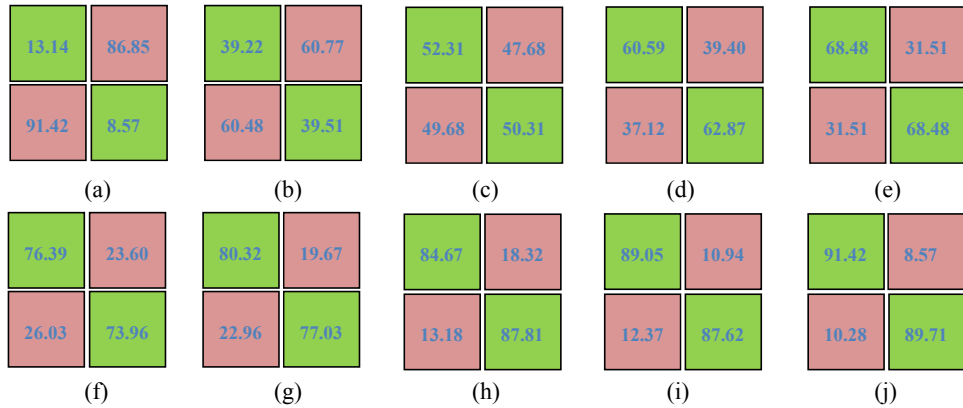 13.14 86.85 39.22 60.77 52.31 47.68 60.59 39.40 68.48 31.51
91.42 8.57 60.48 39.51 49.68 50.31 37.12 62.87 31.51 68.48
(a) (b) (c) (d) (e)
76.39 23.60 80.32 19.67 84.67 18.32 89.05 10.94 91.42 8.57
26.03 73.96 22.96 77.03 13.18 87.81 12.37 87.62 10.28 89.71
(f) (g) (h) (i) (j)